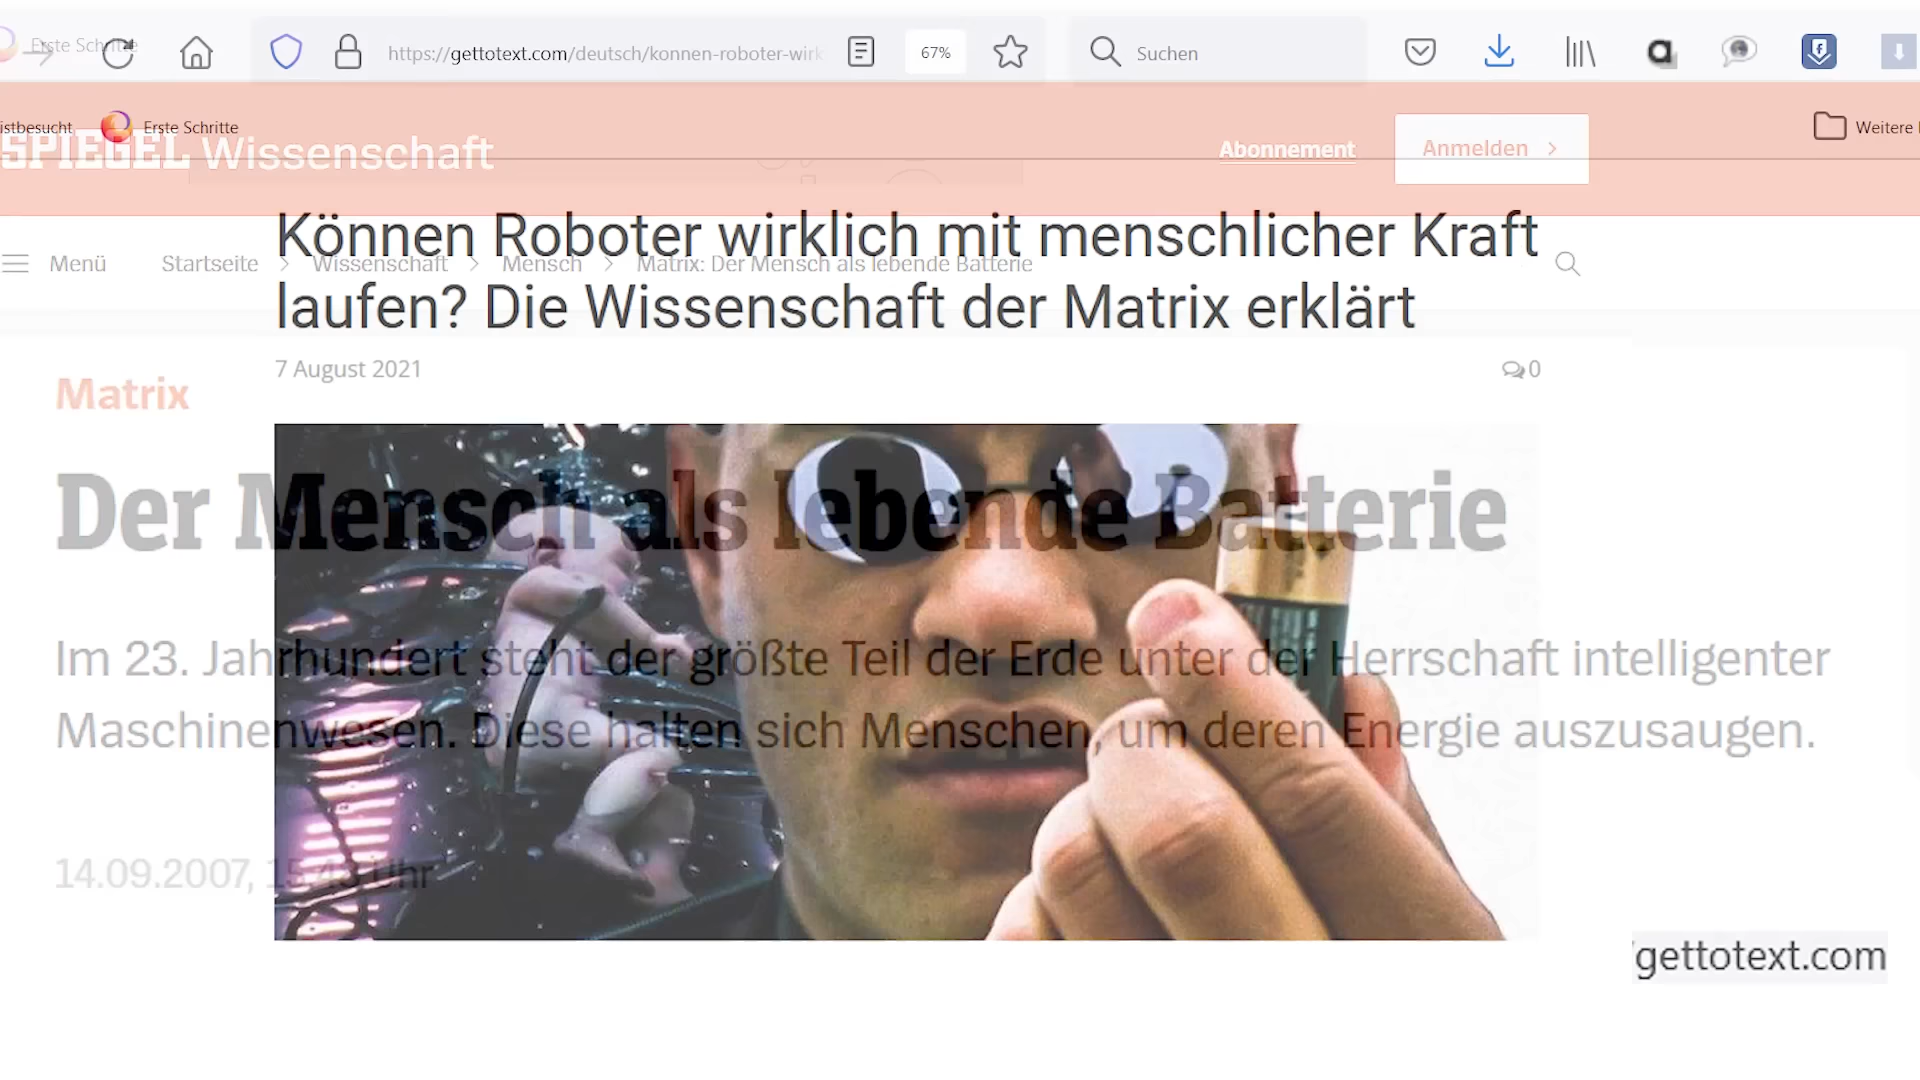 Erste Schritte
https://gettotext.com/deutsch/konnen-roboter-wirk
67%
Suchen
istbesucht
Erste Schritte
Weitere
SPIEGEL Wissenschaft
Abonnement
Anmelden
Können Roboter wirklich mit menschlicher Kraft
Menü
Startseite
Wissenschaft
Mensch
Matrix: Der Mensch als lebende Batterie
laufen? Die Wissenschaft der Matrix erklärt
7 August 2021
0
Matrix
Der Mensch als lebende Batterie
Im 23. Jahrhundert steht der größte Teil der Erde unter der Herrschaft intelligenter
Maschinenwesen. Diese halten sich Menschen, um deren Energie auszusaugen.
14.09.2007, 15.43 Uhr
gettotext.com